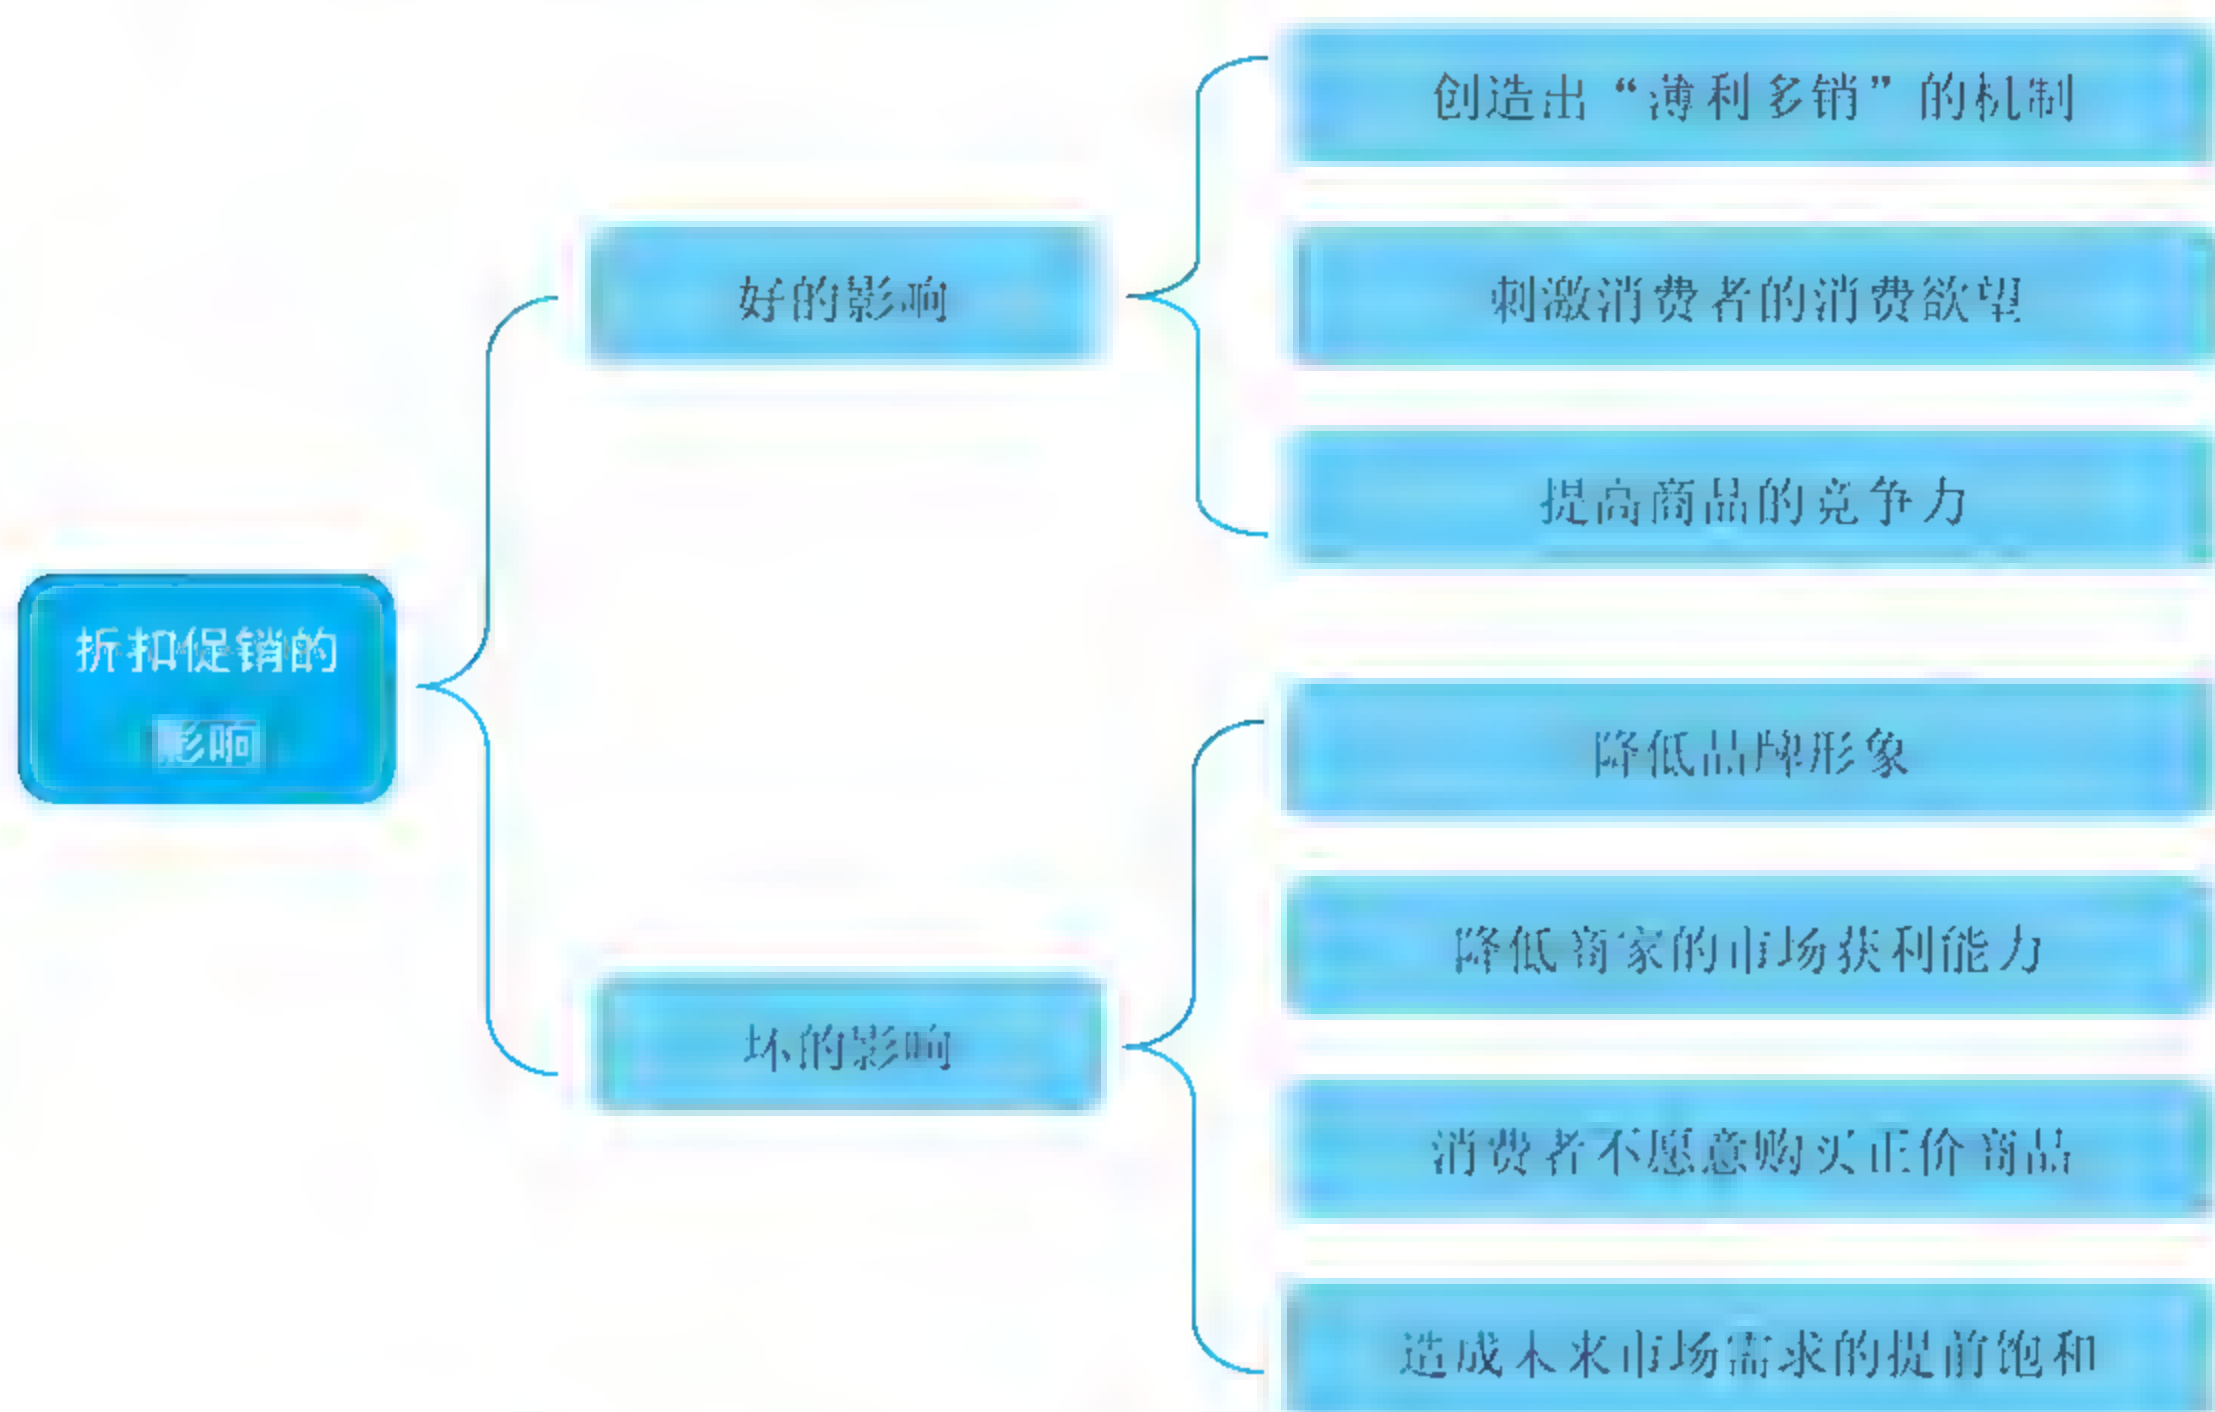 折扣促销的
影响
好的影响
创造出“薄利多销”的机制
刺激消费者的消费欲望
提高商品的竞争力
坏的影响
降低品牌形象
降低商家的市场获利能力
消费者不愿意购买正价商品
造成未来市场需求的提前饱和